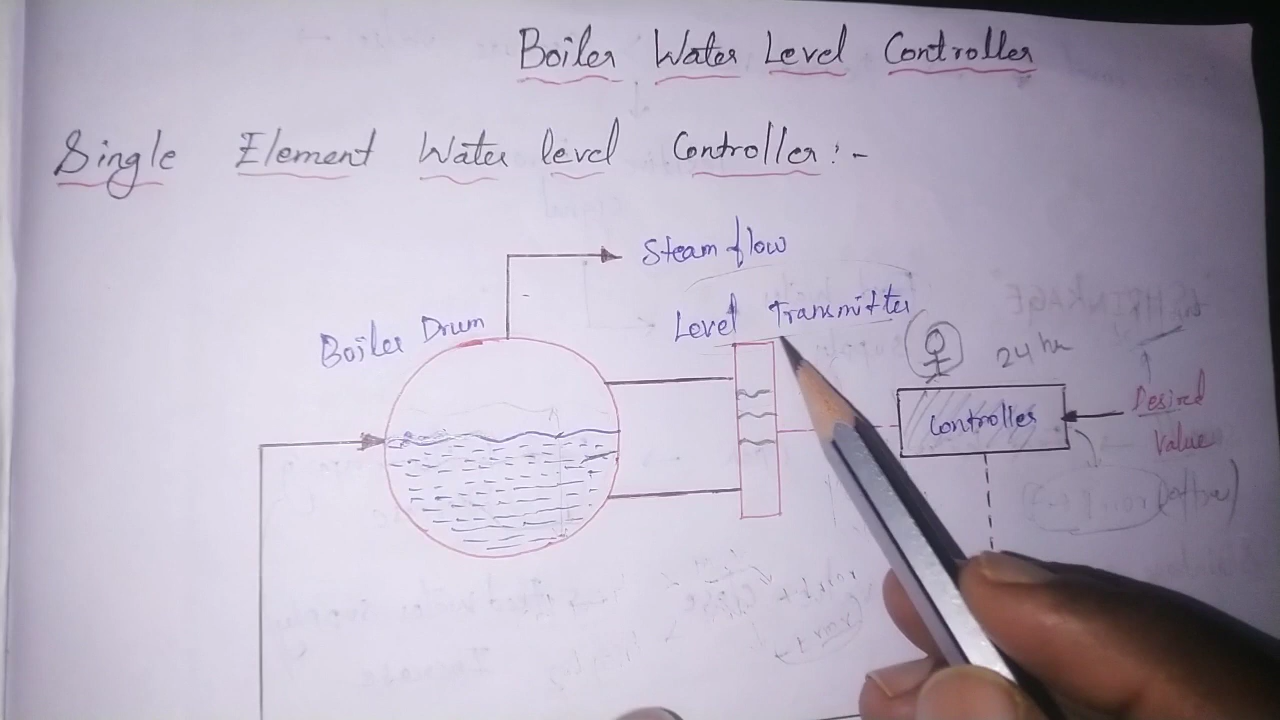 Boiler Water Level Controller
Single Element Water level Controller:-
Steam flow
Level Transmitter
Boiler Drum
24 hr
Controller
Desired
Value